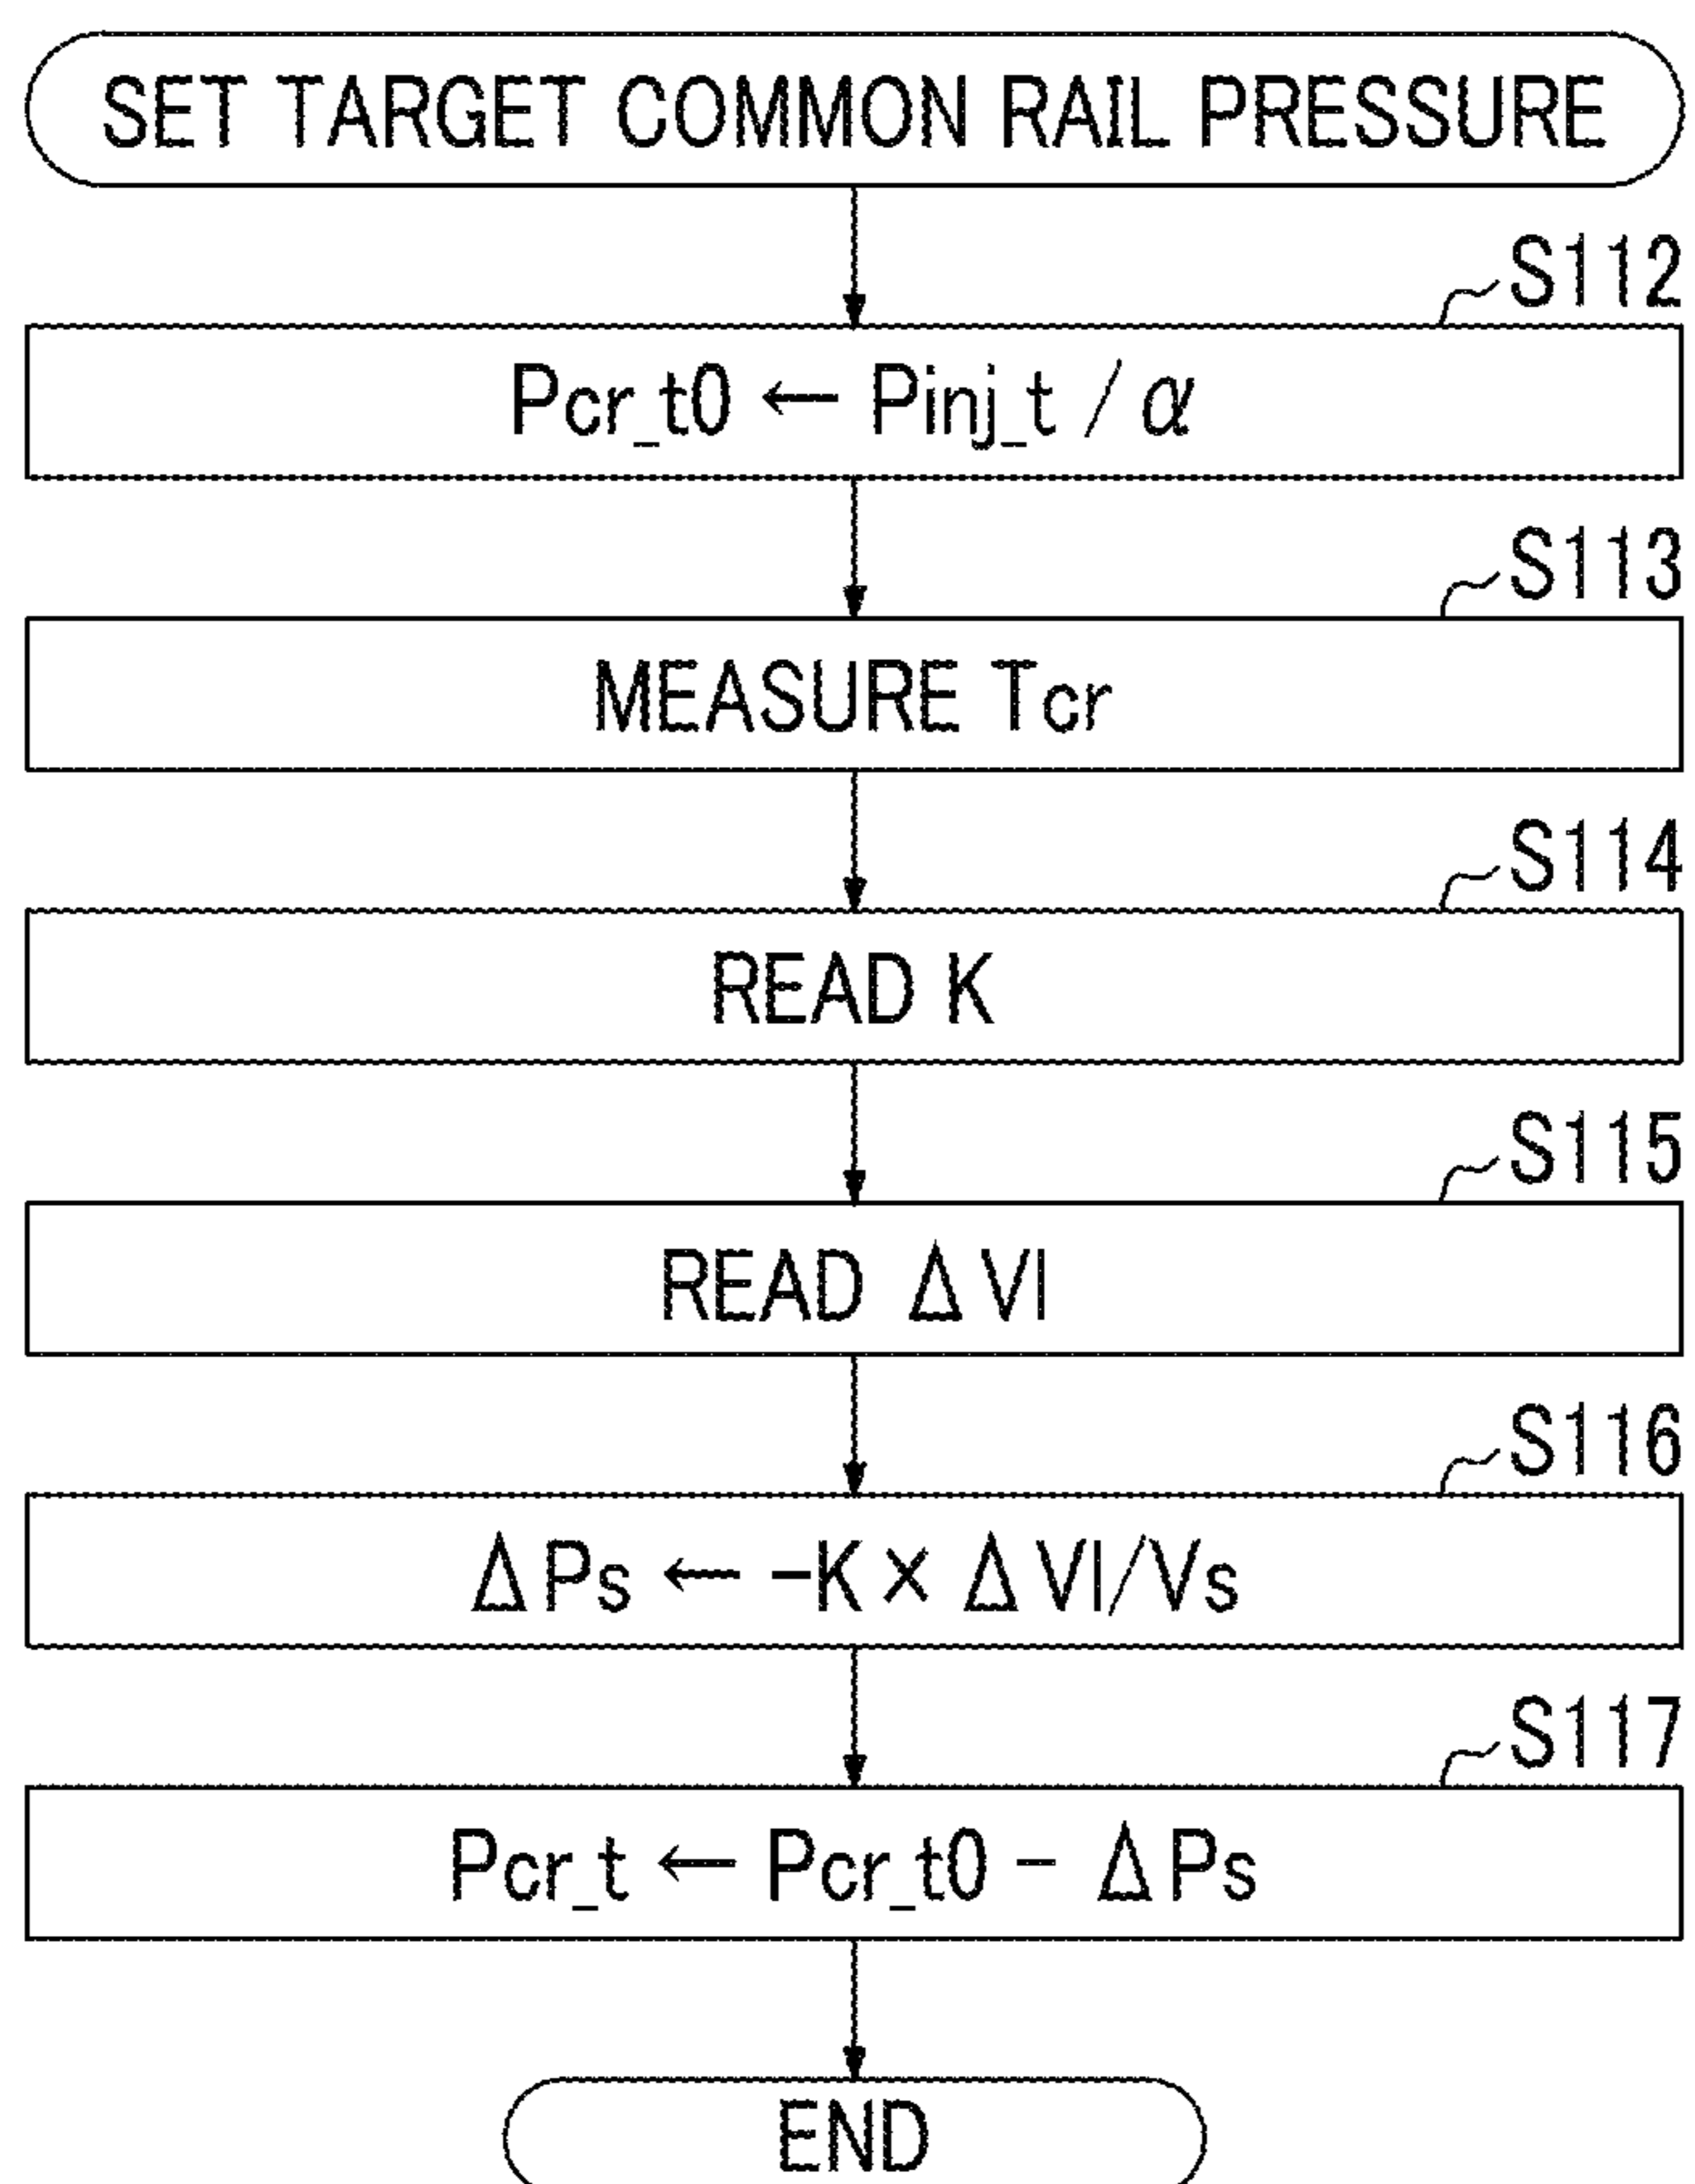 SET TARGET COMMON RAIL PRESSURE
S112
Pcr_t0 ← Pinj_t / α
S113
MEASURE Tcr
S114
READ K
S115
READ ΔVl
S116
ΔPs ← -K × ΔVl/Vs
S117
Pcr_t ← Pcr_t0 - ΔPs
END